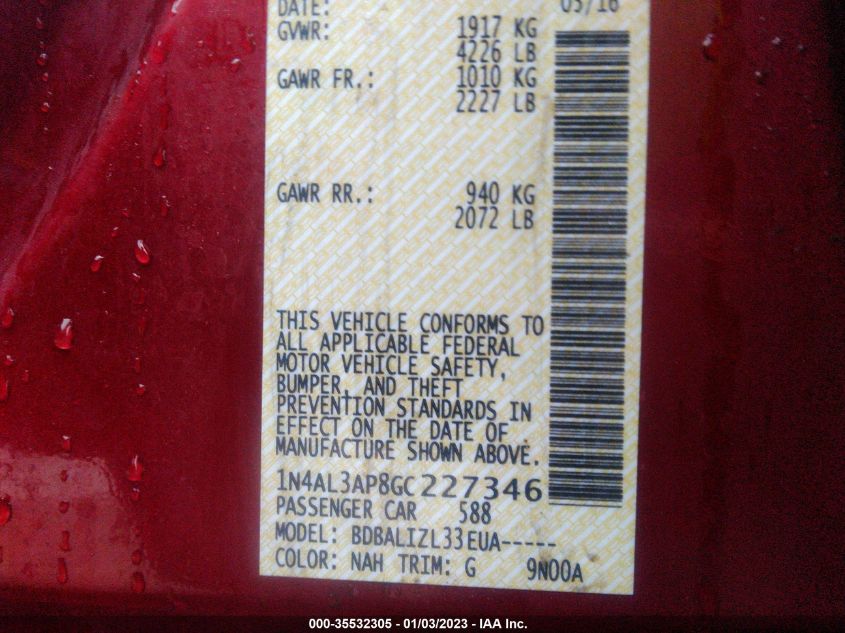 DATE: 05/16
GVWR: 1917 KG
4226 LB
GAWR FR.: 1010 KG
2227 LB
GAWR RR.: 940 KG
2072 LB
THIS VEHICLE CONFORMS TO
ALL APPLICABLE FEDERAL
MOTOR VEHICLE SAFETY,
BUMPER, AND THEFT
PREVENTION STANDARDS IN
EFFECT ON THE DATE OF
MANUFACTURE SHOWN ABOVE.
1N4AL3AP8GC227346
PASSENGER CAR 588
MODEL: BDBALIZL33EUA-----
COLOR: NAH TRIM: G 9N00A
000-35532305 - 01/03/2023 - IAA Inc.